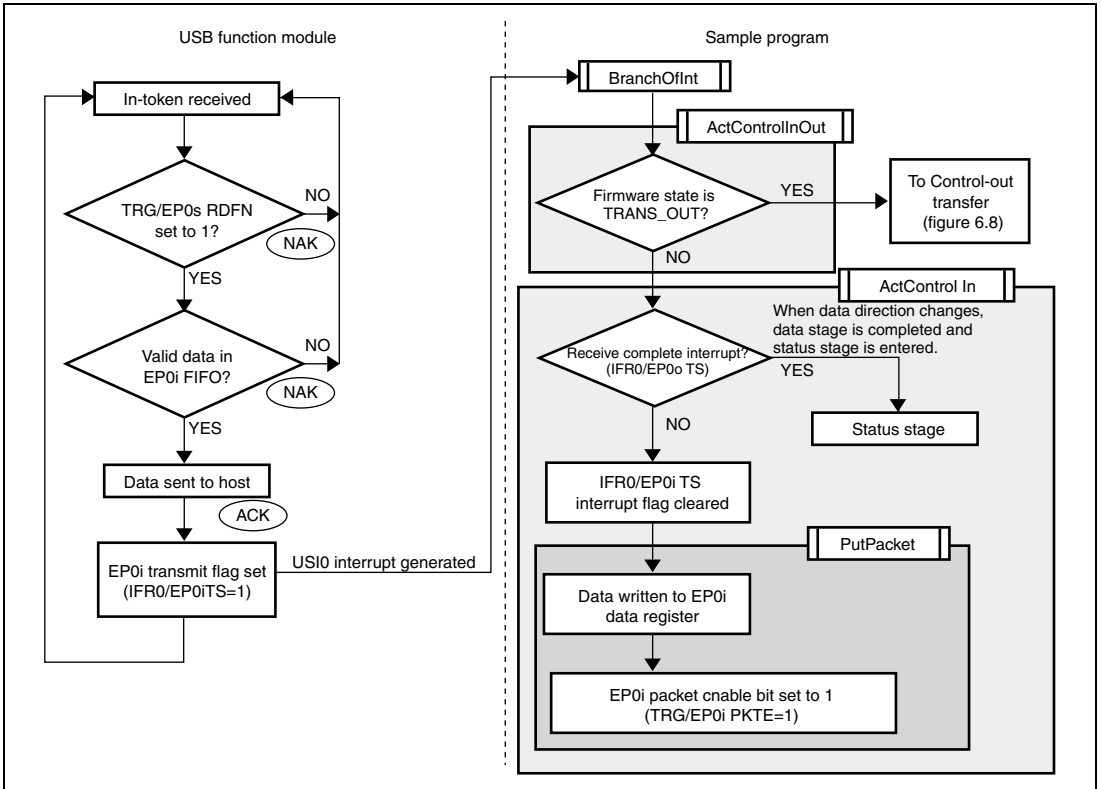 USB function module
In-token received
TRG/EP0s RDFN
set to 1?
NO
NAK
YES
Valid data in
EP0i FIFO?
NO
NAK
YES
Data sent to host
ACK
EP0i transmit flag set
(IFR0/EP0iTS=1)
USI0 interrupt generated
Sample program
BranchOfInt
ActControlInOut
Firmware state is
TRANS_OUT?
YES
To Control-out
transfer
(figure 6.8)
NO
ActControl In
When data direction changes,
data stage is completed and
status stage is entered.
Receive complete interrupt?
(IFR0/EP0o TS)
YES
Status stage
NO
IFR0/EP0i TS
interrupt flag cleared
PutPacket
Data written to EP0i
data register
EP0i packet cnable bit set to 1
(TRG/EP0i PKTE=1)